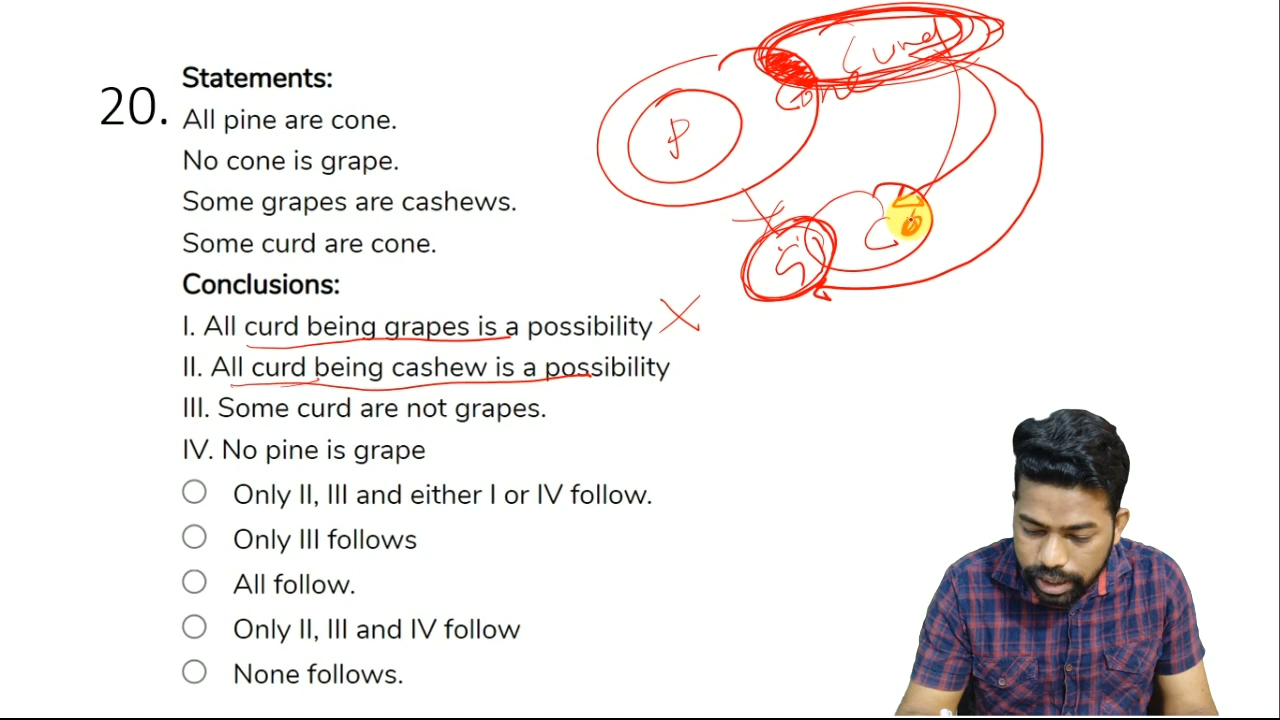 20.
Statements:
All pine are cone.
No cone is grape.
Some grapes are cashews.
Some curd are cone.
Conclusions:
I. All curd being grapes is a possibility
II. All curd being cashew is a possibility
III. Some curd are not grapes.
IV. No pine is grape
Only II, III and either I or IV follow.
Only III follows
All follow.
Only II, III and IV follow
None follows.
P
Cone
Curd
G
C